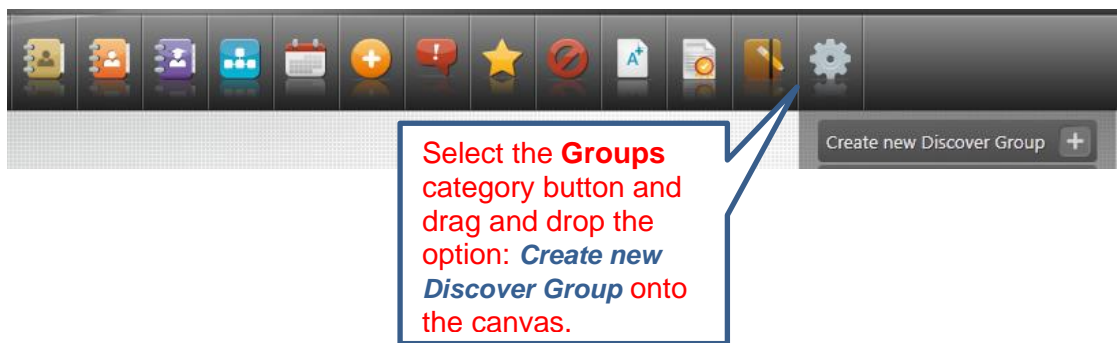 Create new Discover Group
Select the Groups
category button and
drag and drop the
option: Create new
Discover Group onto
the canvas.